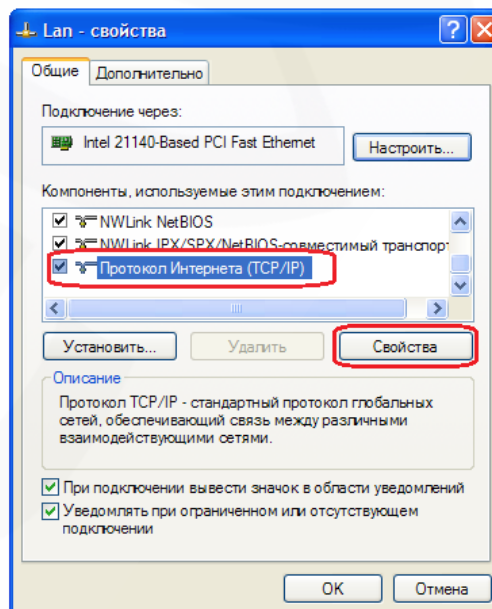 Lan - свойства
Общие
Дополнительно
Подключение через:
Intel 21140-Based PCI Fast Ethernet
Настроить...
Компоненты, используемые этим подключением:
NWLink NetBIOS
NWLink IPX/SPX/NetBIOS-совместимый транспорт
Протокол Интернета (TCP/IP)
Установить...
Удалить
Свойства
Описание
Протокол TCP/IP - стандартный протокол глобальных
сетей, обеспечивающий связь между различными
взаимодействующими сетями.
При подключении вывести значок в области уведомлений
Уведомлять при ограниченном или отсутствующем
подключении
OK
Отмена